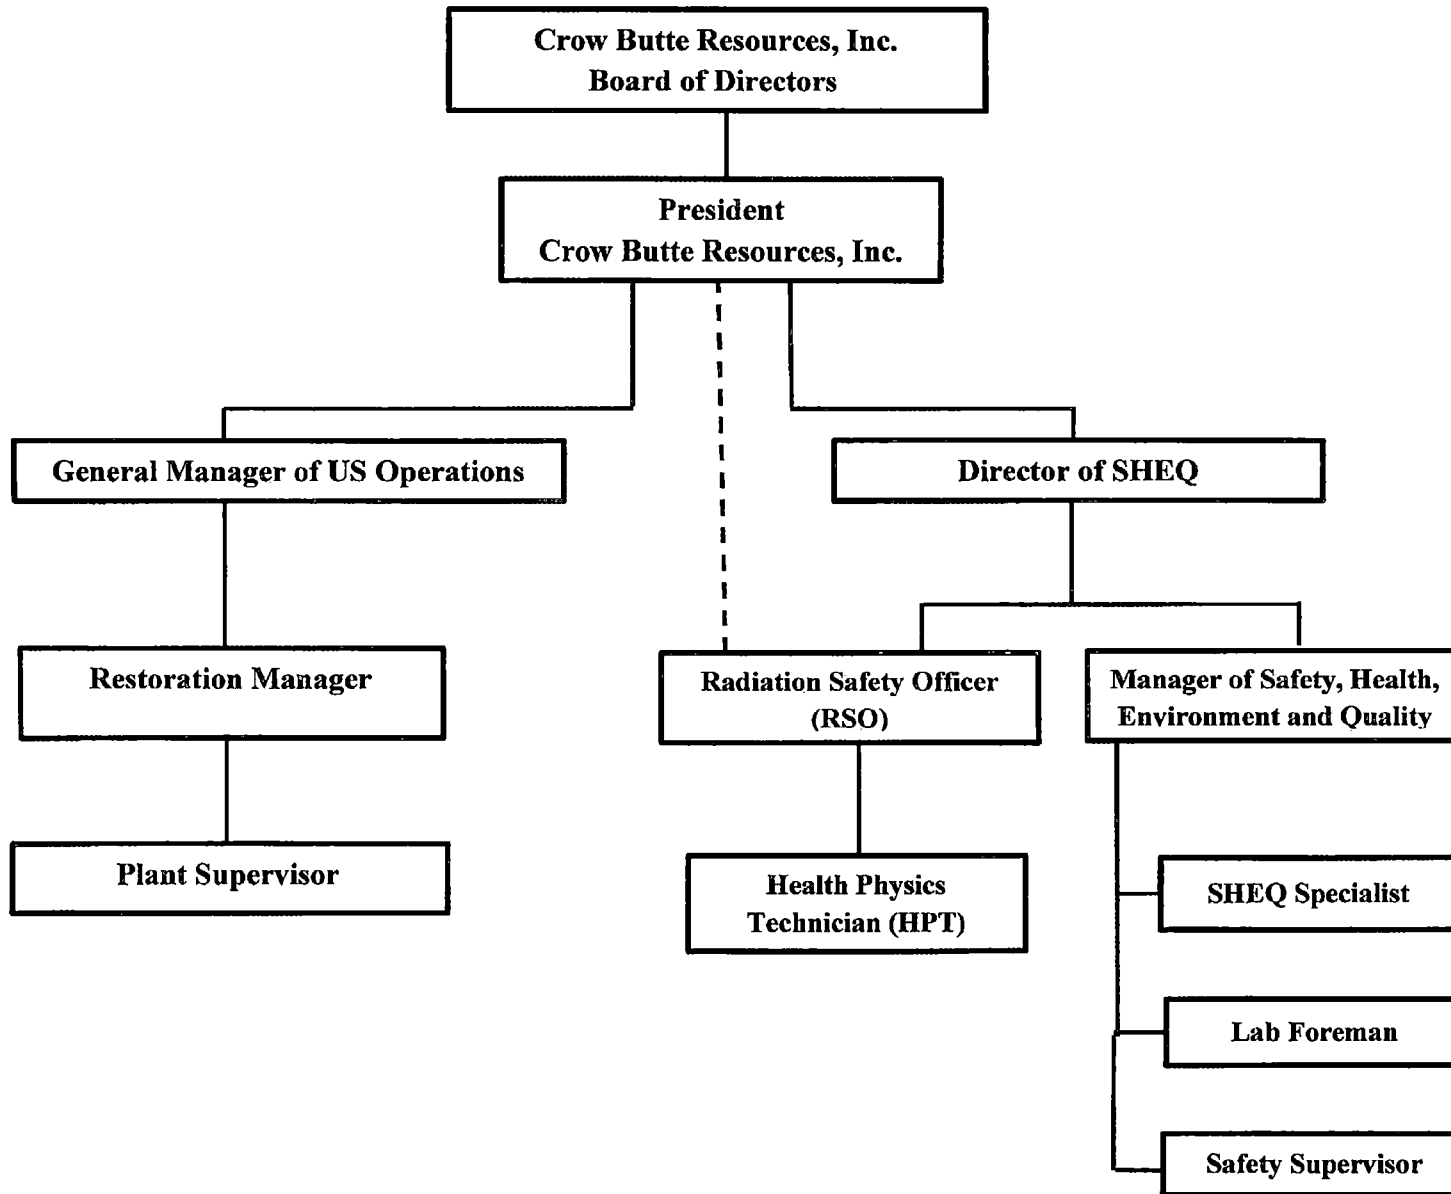 Crow Butte Resources, Inc.
Board of Directors
President
Crow Butte Resources, Inc.
General Manager of US Operations
Director of SHEQ
Restoration Manager
Radiation Safety Officer
(RSO)
Manager of Safety, Health,
Environment and Quality
Plant Supervisor
Health Physics
Technician (HPT)
SHEQ Specialist
Lab Foreman
Safety Supervisor